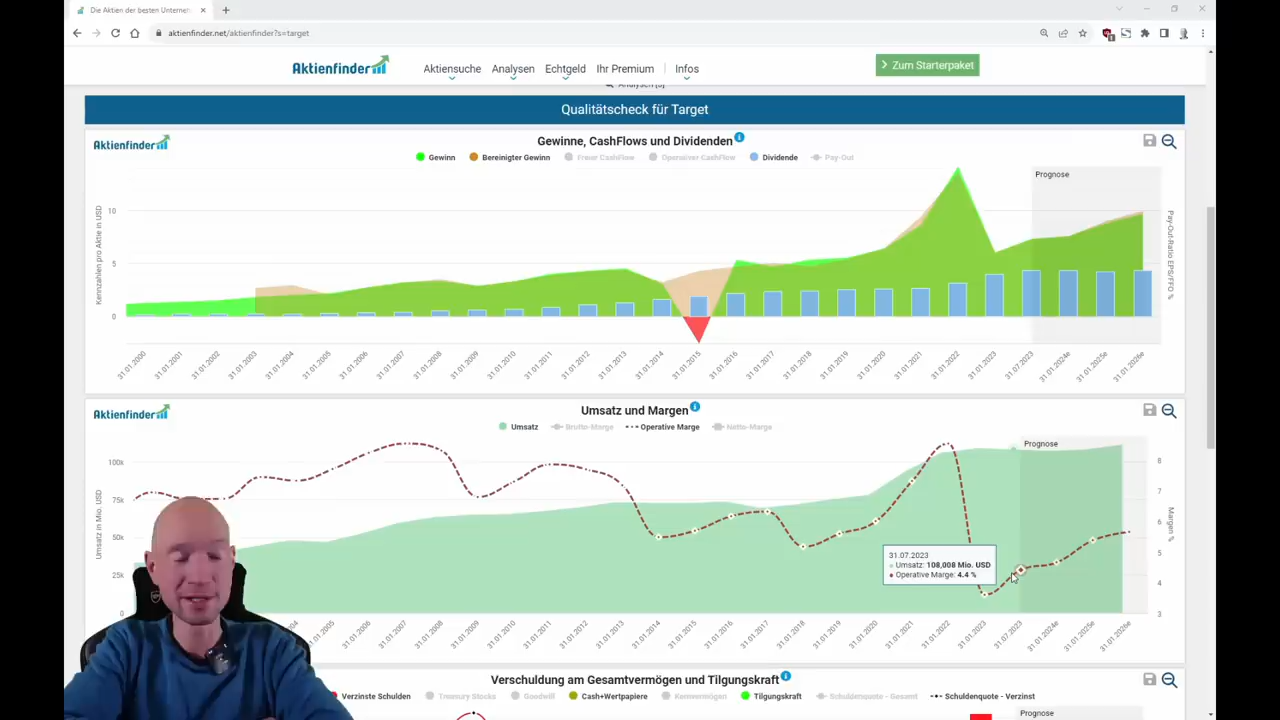 Die Aktien der besten Unterneh
aktienfinder.net/aktienfinder?s=target
Aktienfinder
Aktiensuche
Analysen
Echtgeld
Ihr Premium
Infos
Zum Starterpaket
Analysen [5]
Qualitätscheck für Target
Aktienfinder
Gewinne, CashFlows und Dividenden
Gewinn
Bereinigter Gewinn
Freier CashFlow
Operativer CashFlow
Dividende
Pay-Out
Prognose
Kennzahlen pro Aktie in USD
10
5
0
Pay-Out-Ratio EPS/FFO %
31.01.2000
31.01.2001
31.01.2002
31.01.2003
31.01.2004
31.01.2005
31.01.2006
31.01.2007
31.01.2008
31.01.2009
31.01.2010
31.01.2011
31.01.2012
31.01.2013
31.01.2014
31.01.2015
31.01.2016
31.01.2017
31.01.2018
31.01.2019
31.01.2020
31.01.2021
31.01.2022
31.01.2023
31.07.2023
31.01.2024e
31.01.2025e
31.01.2026e
Aktienfinder
Umsatz und Margen
Umsatz
Brutto-Marge
Operative Marge
Netto-Marge
Prognose
Umsatz in Mio. USD
100k
75k
50k
25k
0
8
7
6
5
4
3
Margen %
31.07.2023
Umsatz: 108,008 Mio. USD
Operative Marge: 4.4 %
31.01.2005
31.01.2006
31.01.2007
31.01.2008
31.01.2009
31.01.2010
31.01.2011
31.01.2012
31.01.2013
31.01.2014
31.01.2015
31.01.2016
31.01.2017
31.01.2018
31.01.2019
31.01.2020
31.01.2021
31.01.2022
31.01.2023
31.07.2023
31.01.2024e
31.01.2025e
31.01.2026e
Verschuldung am Gesamtvermögen und Tilgungskraft
Verzinste Schulden
Treasury Stocks
Goodwill
Cash+Wertpapiere
Kernvermögen
Tilgungskraft
Schuldenquote - Gesamt
Schuldenquote - Verzinst
Prognose